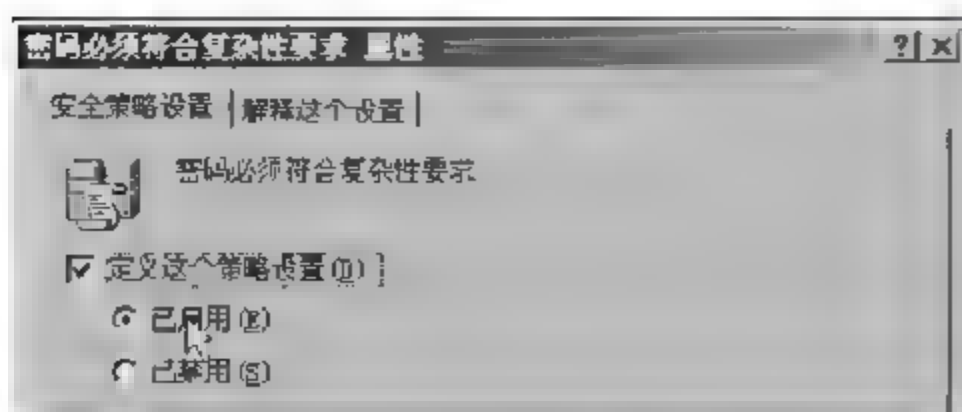 密码必须符合复杂性要求 属性
安全策略设置 解释这个设置
密码必须符合复杂性要求
定义这个策略设置(D)
已启用(E)
已禁用(S)